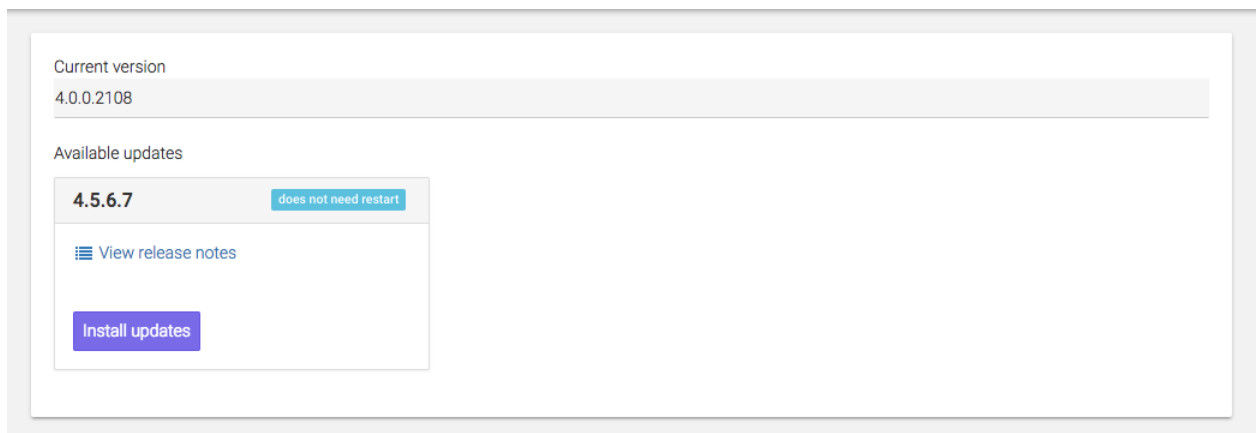 Current version
4.0.0.2108
Available updates
4.5.6.7 does not need restart
View release notes
Install updates